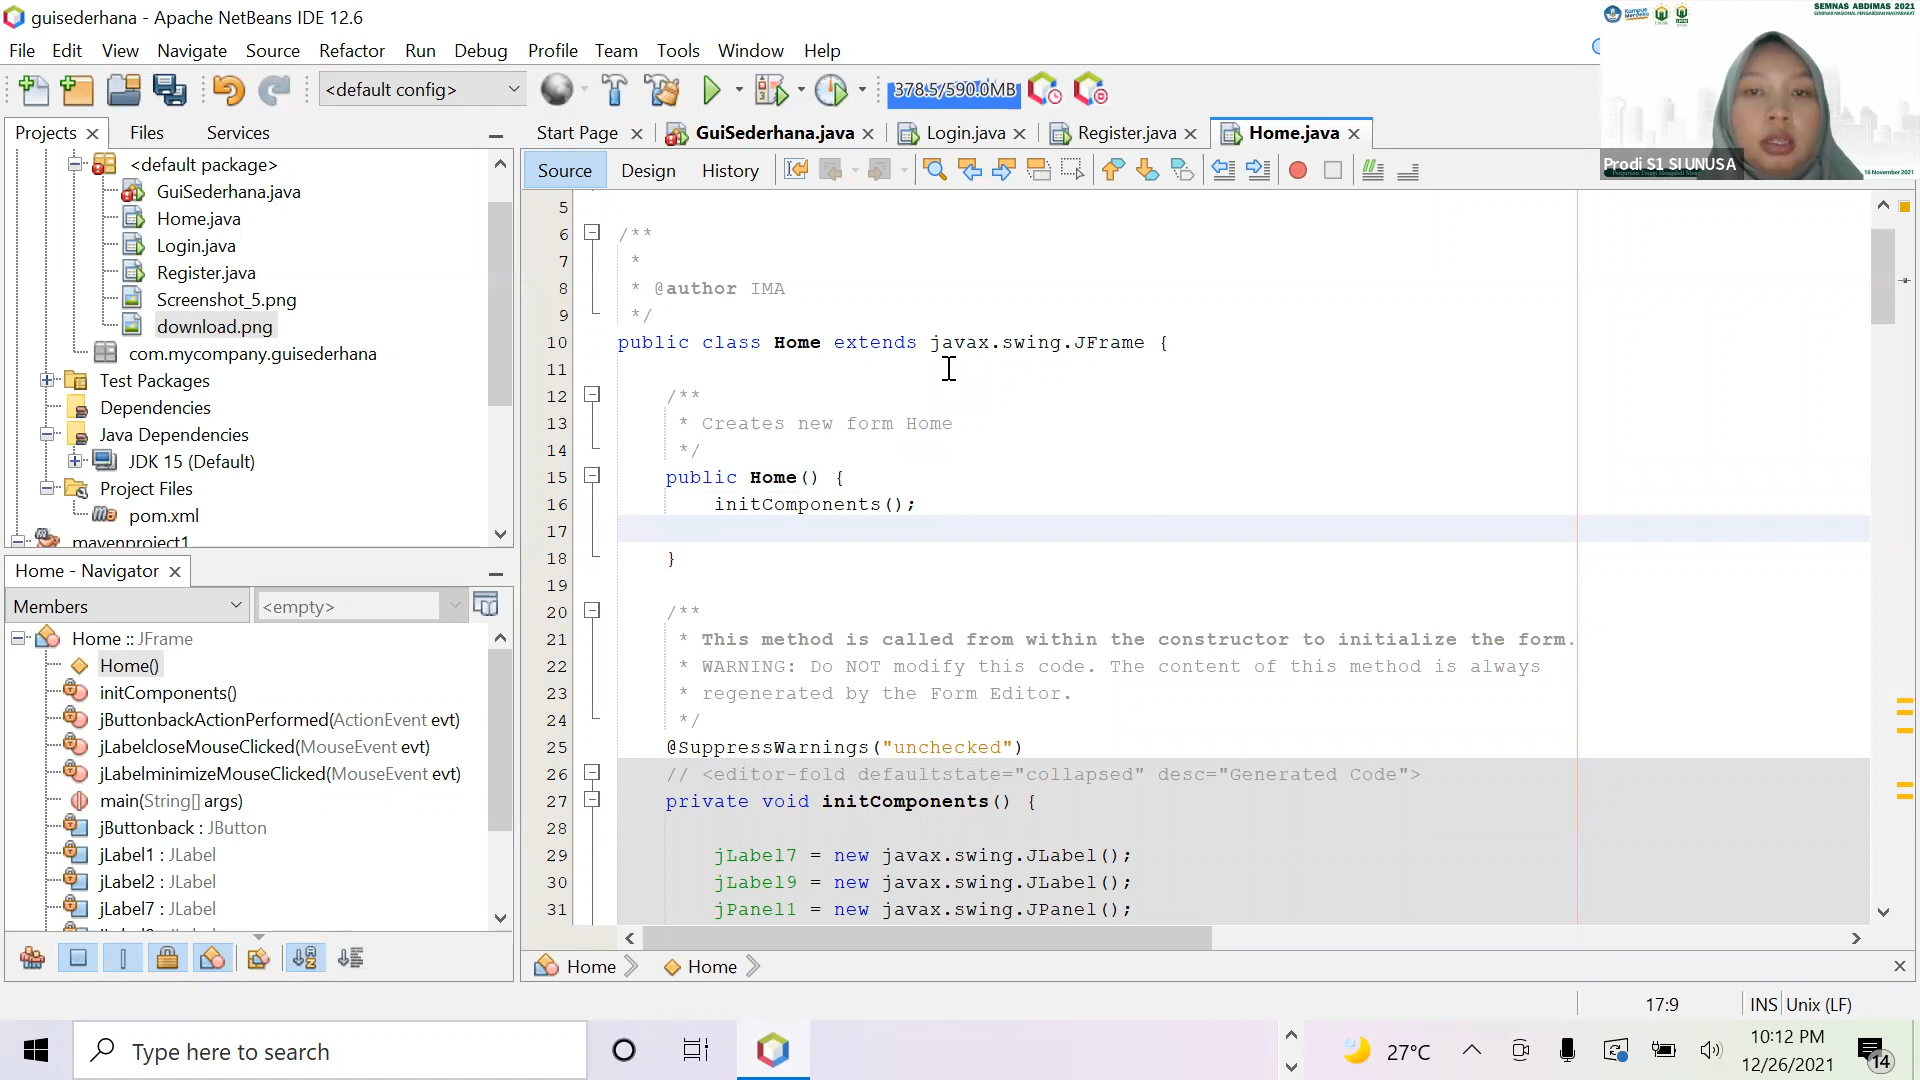 guisederhana - Apache NetBeans IDE 12.6
SEMNAS ABDIMAS 2021
File Edit View Navigate Source Refactor Run Debug Profile Team Tools Window Help
<default config>
378.5/590.0MB
Projects Files Services
Start Page GuiSederhana.java Login.java Register.java Home.java
Prodi S1 SI UNUSA
16 November 2021
Source Design History
<default package>
GuiSederhana.java
Home.java
Login.java
Register.java
Screenshot_5.png
download.png
com.mycompany.guisederhana
Test Packages
Dependencies
Java Dependencies
JDK 15 (Default)
Project Files
pom.xml
mavenproject1
5
6 /**
7 *
8 * @author IMA
9 */
10 public class Home extends javax.swing.JFrame {
11
12 /**
13 * Creates new form Home
14 */
15 public Home() {
16 initComponents();
17
18 }
19
20 /**
21 * This method is called from within the constructor to initialize the form.
22 * WARNING: Do NOT modify this code. The content of this method is always
23 * regenerated by the Form Editor.
24 */
25 @SuppressWarnings("unchecked")
26 // <editor-fold defaultstate="collapsed" desc="Generated Code">
27 private void initComponents() {
28
29 jLabel7 = new javax.swing.JLabel();
30 jLabel9 = new javax.swing.JLabel();
31 jPanel1 = new javax.swing.JPanel();
Home - Navigator
Members <empty>
Home :: JFrame
Home()
initComponents()
jButtonbackActionPerformed(ActionEvent evt)
jLabelcloseMouseClicked(MouseEvent evt)
jLabelminimizeMouseClicked(MouseEvent evt)
main(String[] args)
jButtonback : JButton
jLabel1 : JLabel
jLabel2 : JLabel
jLabel7 : JLabel
Home Home
17:9 INS Unix (LF)
Type here to search
27°C
10:12 PM
12/26/2021
14